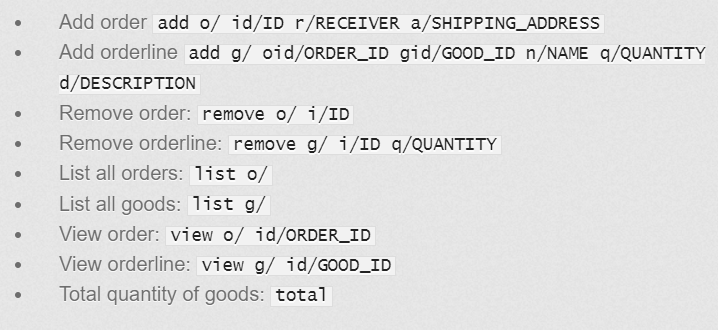 • Add order add o/ id/ID r/RECEIVER a/SHIPPING_ADDRESS
• Add orderline add g/ oid/ORDER_ID gid/GOOD_ID n/NAME q/QUANTITY
d/DESCRIPTION
• Remove order: remove o/ i/ID
• Remove orderline: remove g/ i/ID q/QUANTITY
• List all orders: list o/
• List all goods: list g/
• View order: view o/ id/ORDER_ID
• View orderline: view g/ id/GOOD_ID
• Total quantity of goods: total